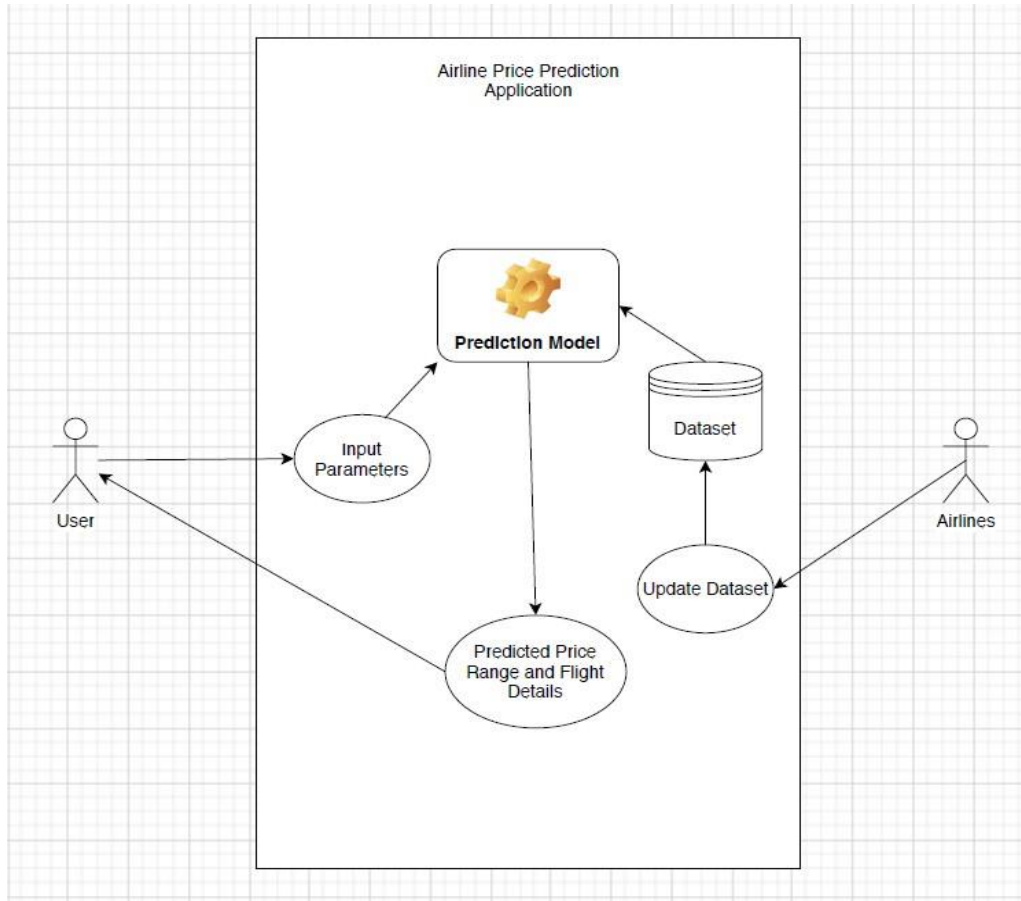 Airline Price Prediction
Application
Prediction Model
Dataset
Input
Parameters
User
Airlines
Update Dataset
Predicted Price
Range and Flight
Details